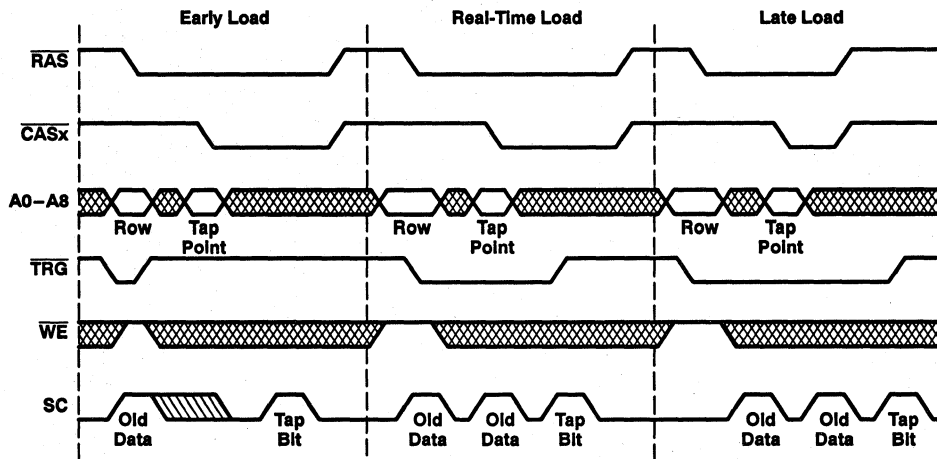 Early Load Real-Time Load Late Load
RAS
CASx
A0–A8
Row Tap Point Row Tap Point Row Tap Point
TRG
WE
SC
Old Data Tap Bit Old Data Old Data Tap Bit Old Data Old Data Tap Bit